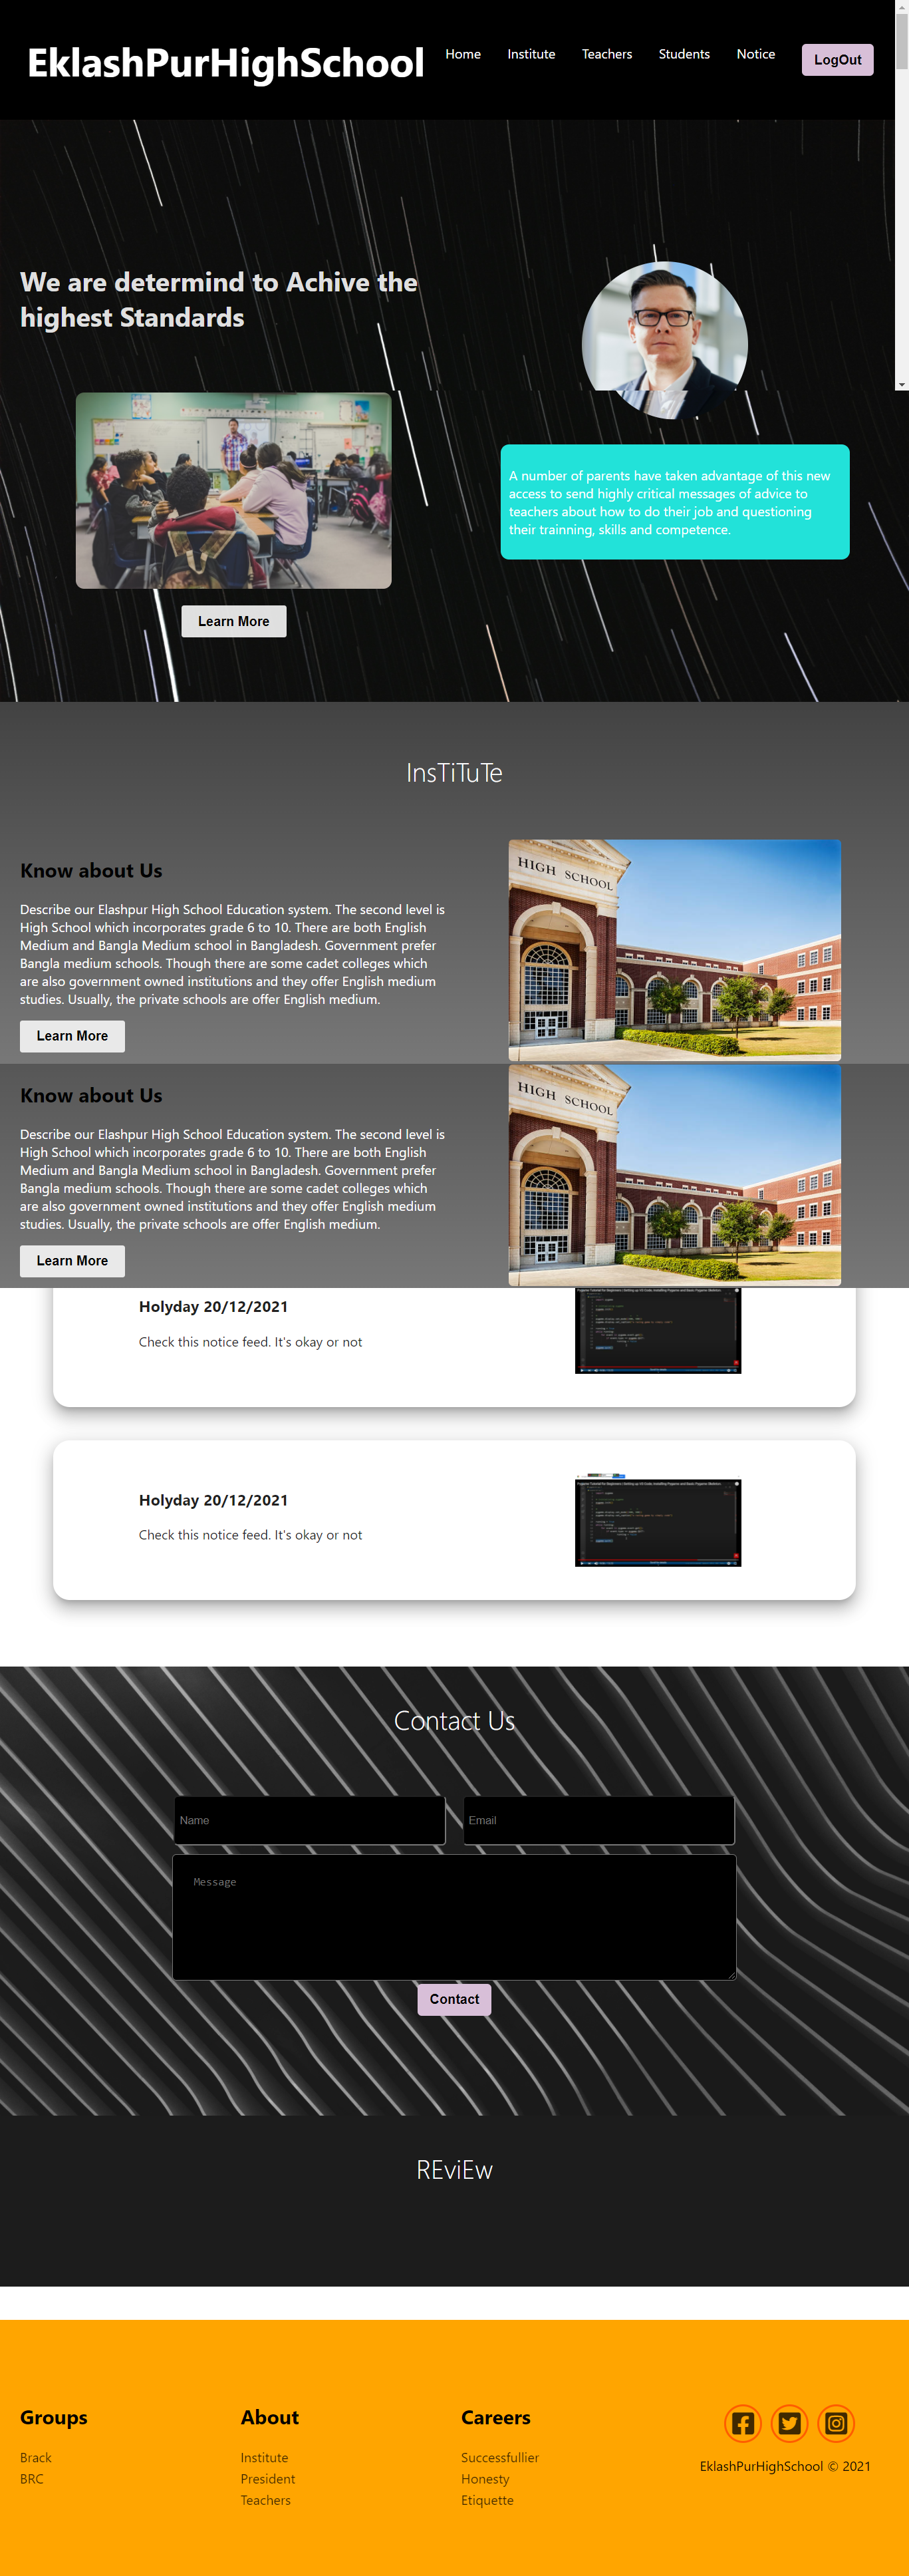 EklashPurHighSchool
Home
Institute
Teachers
Students
Notice
LogOut
We are determind to Achive the
highest Standards
A number of parents have taken advantage of this new
access to send highly critical messages of advice to
teachers about how to do their job and questioning
their trainning, skills and competence.
Learn More
InsTiTuTe
Know about Us
Describe our Elashpur High School Education system. The second level is
High School which incorporates grade 6 to 10. There are both English
Medium and Bangla Medium school in Bangladesh. Government prefer
Bangla medium schools. Though there are some cadet colleges which
are also government owned institutions and they offer English medium
studies. Usually, the private schools are offer English medium.
Learn More
HIGH SCHOOL
Know about Us
Describe our Elashpur High School Education system. The second level is
High School which incorporates grade 6 to 10. There are both English
Medium and Bangla Medium school in Bangladesh. Government prefer
Bangla medium schools. Though there are some cadet colleges which
are also government owned institutions and they offer English medium
studies. Usually, the private schools are offer English medium.
Learn More
HIGH SCHOOL
Holyday 20/12/2021
Check this notice feed. It's okay or not
Holyday 20/12/2021
Check this notice feed. It's okay or not
Contact Us
Name
Email
Message
Contact
REviEw
Groups
Brack
BRC
About
Institute
President
Teachers
Careers
Successfullier
Honesty
Etiquette
EklashPurHighSchool © 2021